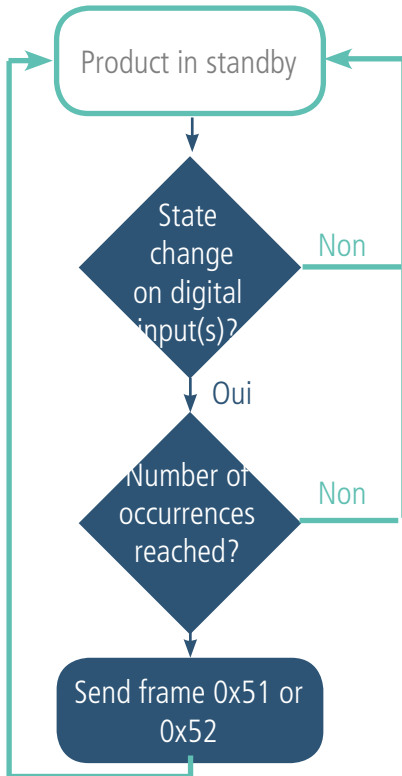 Product in standby
State
change
on digital
input(s)?
Non
Oui
Number of
occurrences
reached?
Non
Send frame 0x51 or
0x52